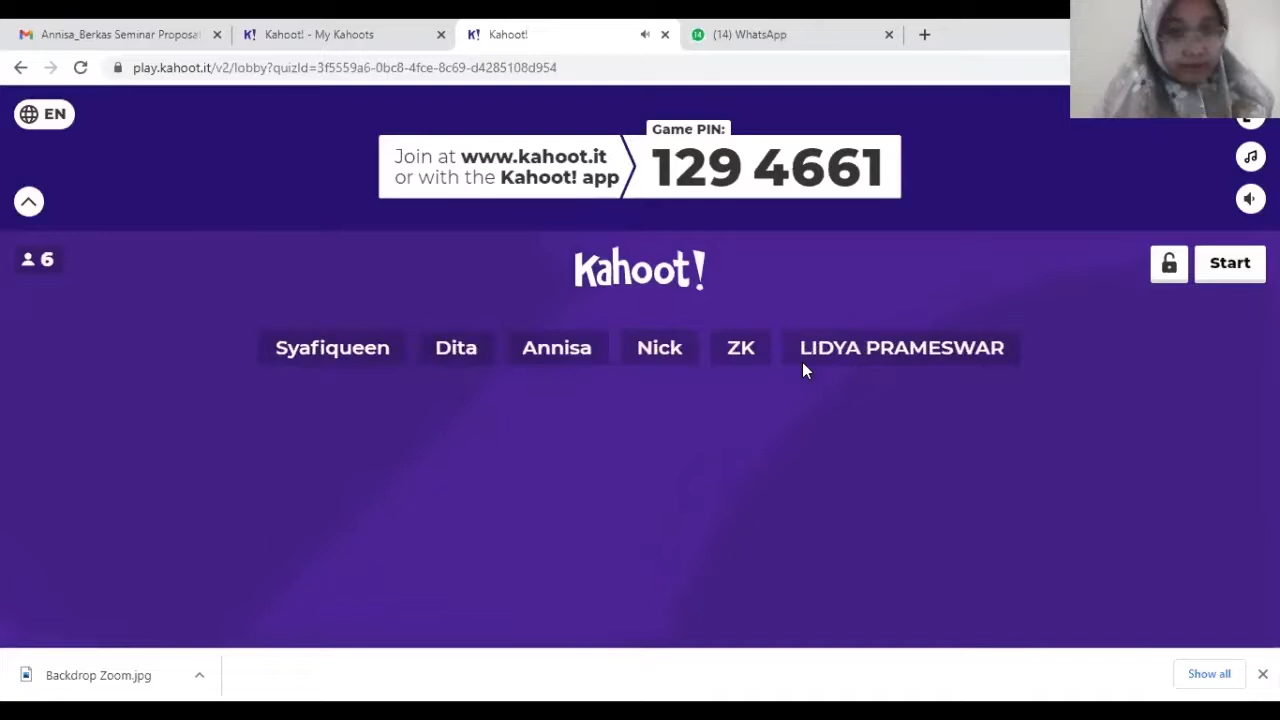 Annisa_Berkas Seminar Proposal
Kahoot! - My Kahoots
Kahoot!
(14) WhatsApp
play.kahoot.it/v2/lobby?quizId=3f5559a6-0bc8-4fce-8c69-d4285108d954
EN
Join at www.kahoot.it
or with the Kahoot! app
Game PIN:
129 4661
6
Kahoot!
Start
Syafiqueen
Dita
Annisa
Nick
ZK
LIDYA PRAMESWAR
Backdrop Zoom.jpg
Show all